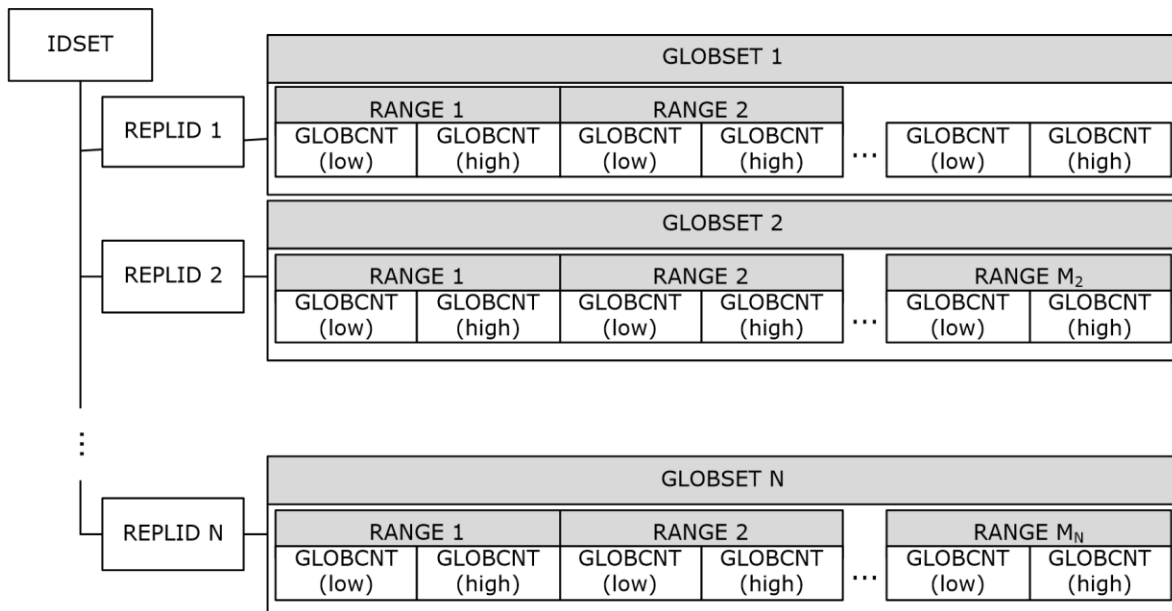 IDSET
GLOBSET 1
REPLID 1
RANGE 1 RANGE 2
GLOBCNT GLOBCNT GLOBCNT GLOBCNT GLOBCNT GLOBCNT
(low) (high) (low) (high) ... (low) (high)
GLOBSET 2
REPLID 2
RANGE 1 RANGE 2 RANGE M₂
GLOBCNT GLOBCNT GLOBCNT GLOBCNT GLOBCNT GLOBCNT
(low) (high) (low) (high) ... (low) (high)
⋮
GLOBSET N
REPLID N
RANGE 1 RANGE 2 RANGE Mɴ
GLOBCNT GLOBCNT GLOBCNT GLOBCNT GLOBCNT GLOBCNT
(low) (high) (low) (high) ... (low) (high)